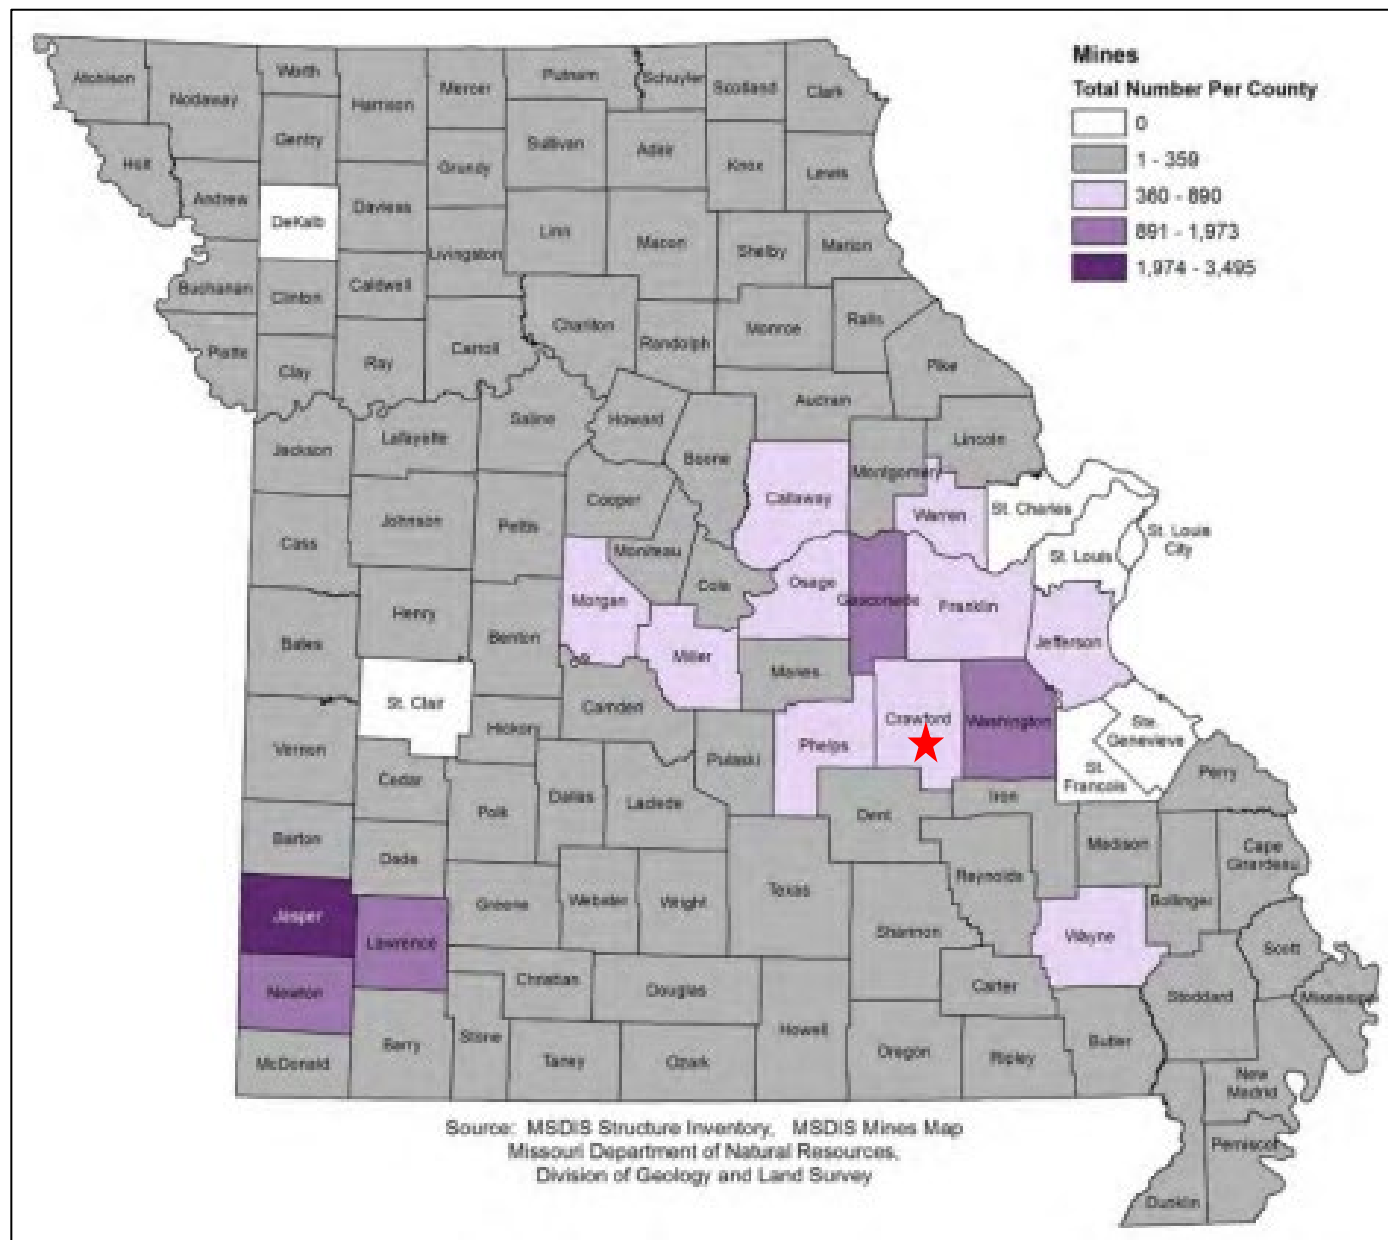 Mines
Total Number Per County
0
1 - 359
360 - 890
891 - 1,973
1,974 - 3,495
Atchison
Nodaway
Worth
Harrison
Mercer
Putnam
Schuyler
Scotland
Clark
Gentry
Sullivan
Adair
Knox
Lewis
Holt
Andrew
DeKalb
Daviess
Grundy
Linn
Macon
Shelby
Marion
Livingston
Buchanan
Clinton
Caldwell
Chariton
Randolph
Monroe
Ralls
Platte
Clay
Ray
Carroll
Pike
Audrain
Saline
Howard
Jackson
Lafayette
Boone
Lincoln
Montgomery
Callaway
Cooper
Warren
St. Charles
Johnson
Pettis
Cass
Moniteau
St. Louis
St. Louis
City
Cole
Osage
Gasconade
Franklin
Morgan
Henry
Benton
Bates
Miller
Jefferson
Maries
St. Clair
Camden
Hickory
Crawford
Washington
Ste.
Genevieve
Vernon
Phelps
Pulaski
St.
Francois
Perry
Cedar
Dallas
Laclede
Polk
Dent
Iron
Barton
Dade
Madison
Cape
Girardeau
Reynolds
Texas
Greene
Webster
Wright
Bollinger
Jasper
Lawrence
Shannon
Wayne
Scott
Christian
Douglas
Carter
Newton
Stoddard
Mississippi
Howell
Stone
Barry
Butler
McDonald
Taney
Ozark
Oregon
Ripley
New
Madrid
Pemiscot
Dunklin
Source: MSDIS Structure Inventory, MSDIS Mines Map
Missouri Department of Natural Resources,
Division of Geology and Land Survey